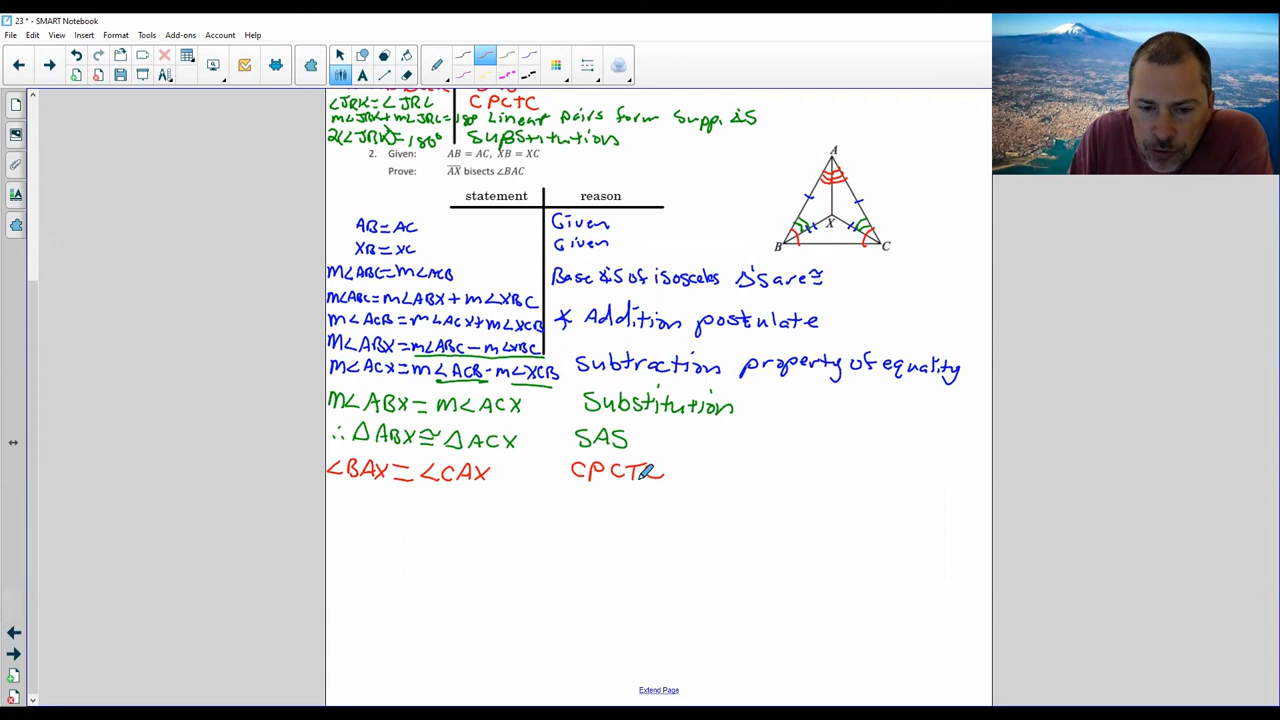 23 * - SMART Notebook
File Edit View Insert Format Tools Add-ons Account Help
∠JRK=∠JRL CPCTC
m∠JRK+m∠JRL=180 Linear Pairs form Supp. ∠s
2(∠JRK)=180° Substitution
2. Given: AB = AC, XB = XC
Prove: AX bisects ∠BAC
statement reason
AB=AC Given
XB=XC Given
m∠ABC=m∠ACB Base ∠s of isosceles Δ's are ≅
m∠ABC=m∠ABX+m∠XBC
m∠ACB=m∠ACX+m∠XCB ∠ Addition postulate
m∠ABX=m∠ABC-m∠XBC
m∠ACX=m∠ACB-m∠XCB Subtraction property of equality
m∠ABX=m∠ACX Substitution
∴ΔABX≅ΔACX SAS
∠BAX=∠CAX CPCTC
A
X
B
C
Extend Page